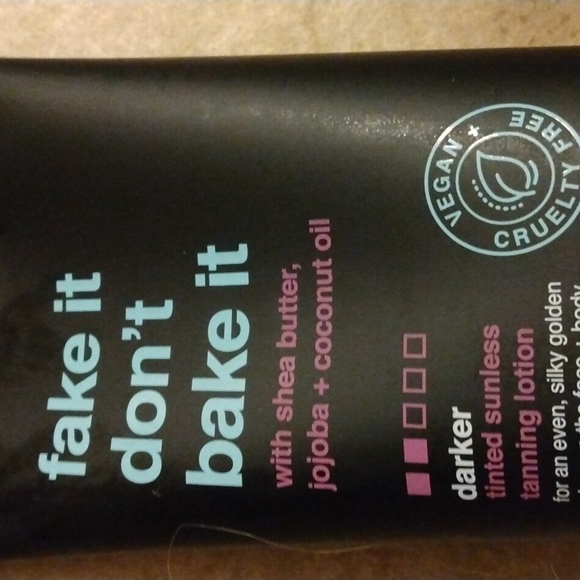 fake it
don't
bake it
with shea butter,
jojoba + coconut oil
darker
tinted sunless
tanning lotion
for an even, silky golden
VEGAN +
CRUELTY FREE